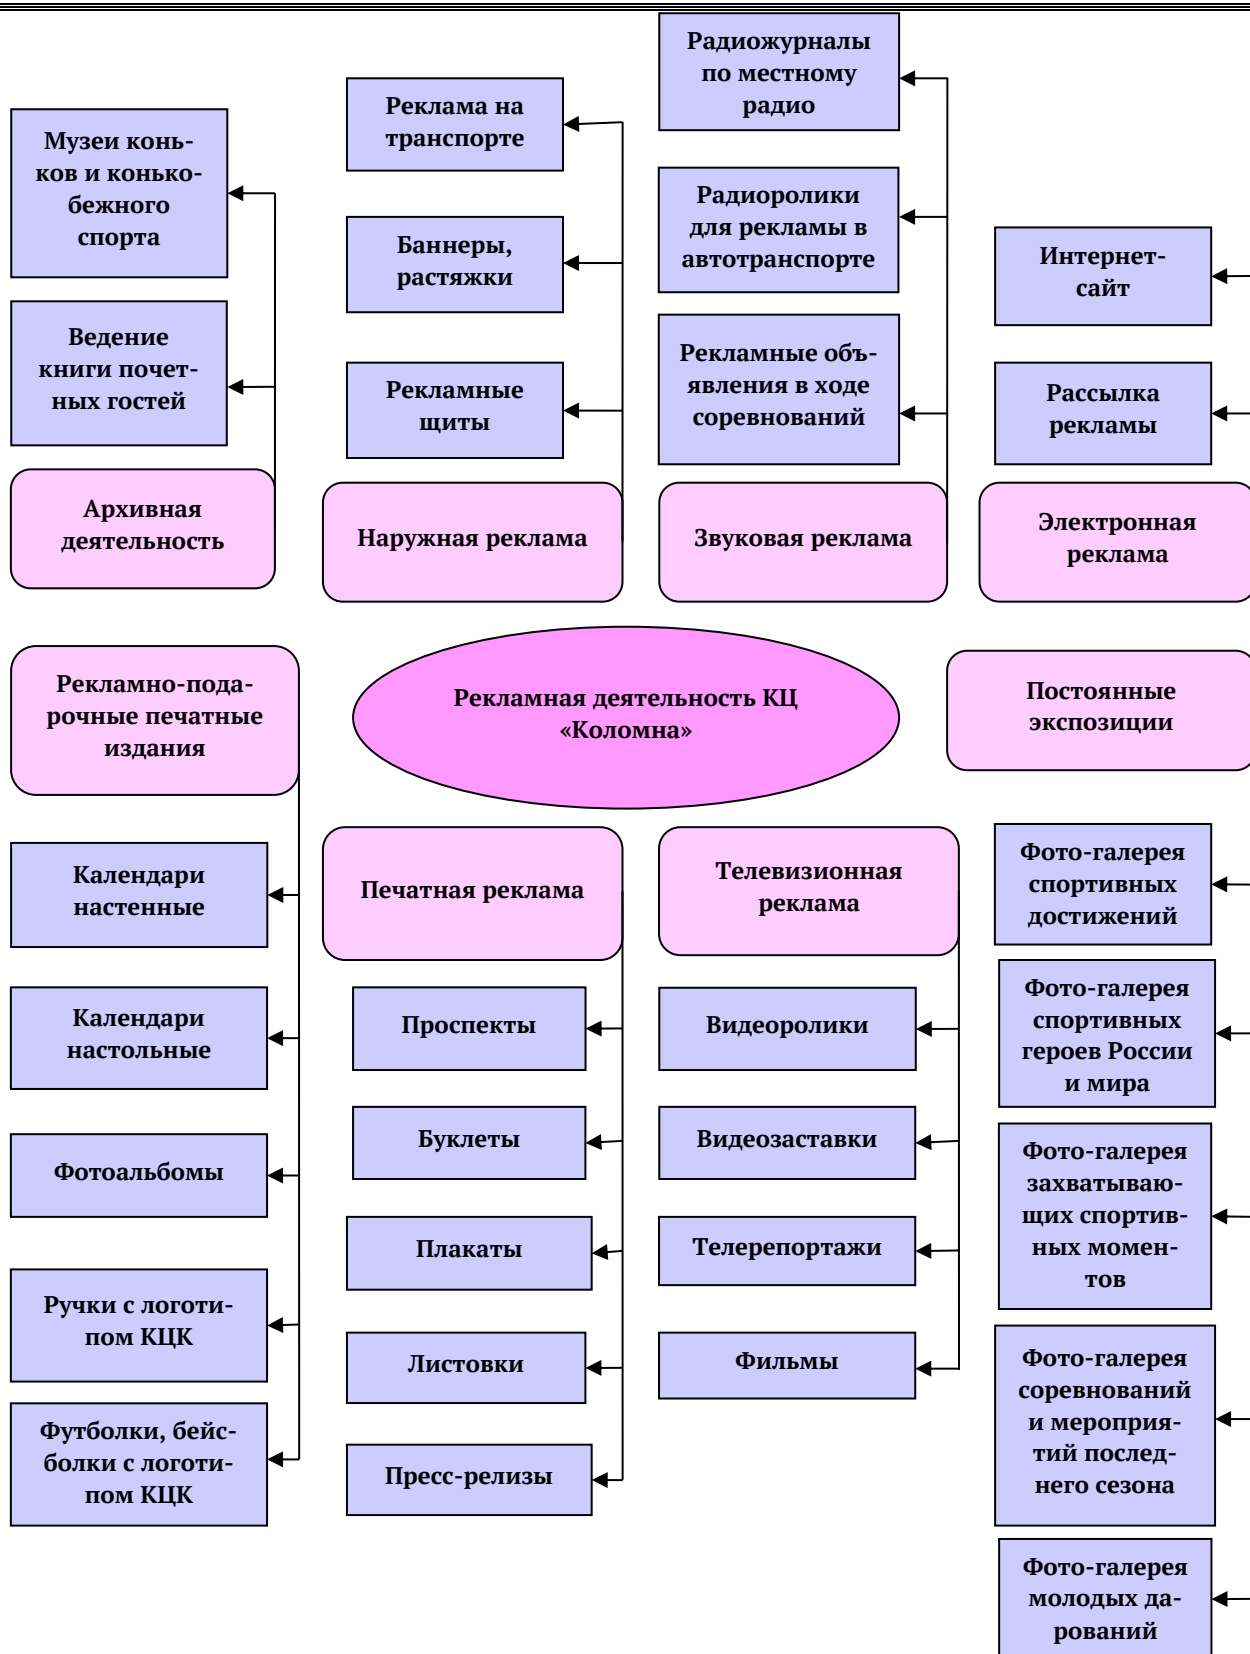 Радиожурналы
по местному
радио
Реклама на
транспорте
Музеи конь-
ков и конько-
бежного
спорта
Радиоролики
для рекламы в
автотранспорте
Баннеры,
растяжки
Интернет-
сайт
Ведение
книги почет-
ных гостей
Рекламные объ-
явления в ходе
соревнований
Рекламные
щиты
Рассылка
рекламы
Архивная
деятельность
Наружная реклама
Звуковая реклама
Электронная
реклама
Рекламно-пода-
рочные печатные
издания
Рекламная деятельность КЦ
«Коломна»
Постоянные
экспозиции
Календари
настенные
Печатная реклама
Телевизионная
реклама
Фото-галерея
спортивных
достижений
Календари
настольные
Проспекты
Видеоролики
Фото-галерея
спортивных
героев России
и мира
Фотоальбомы
Буклеты
Видеозаставки
Фото-галерея
захватываю-
щих спортив-
ных момен-
тов
Плакаты
Телерепортажи
Ручки с логоти-
пом КЦК
Листовки
Фильмы
Фото-галерея
соревнований
и мероприя-
тий послед-
него сезона
Футболки, бейс-
болки с логоти-
пом КЦК
Пресс-релизы
Фото-галерея
молодых да-
рований